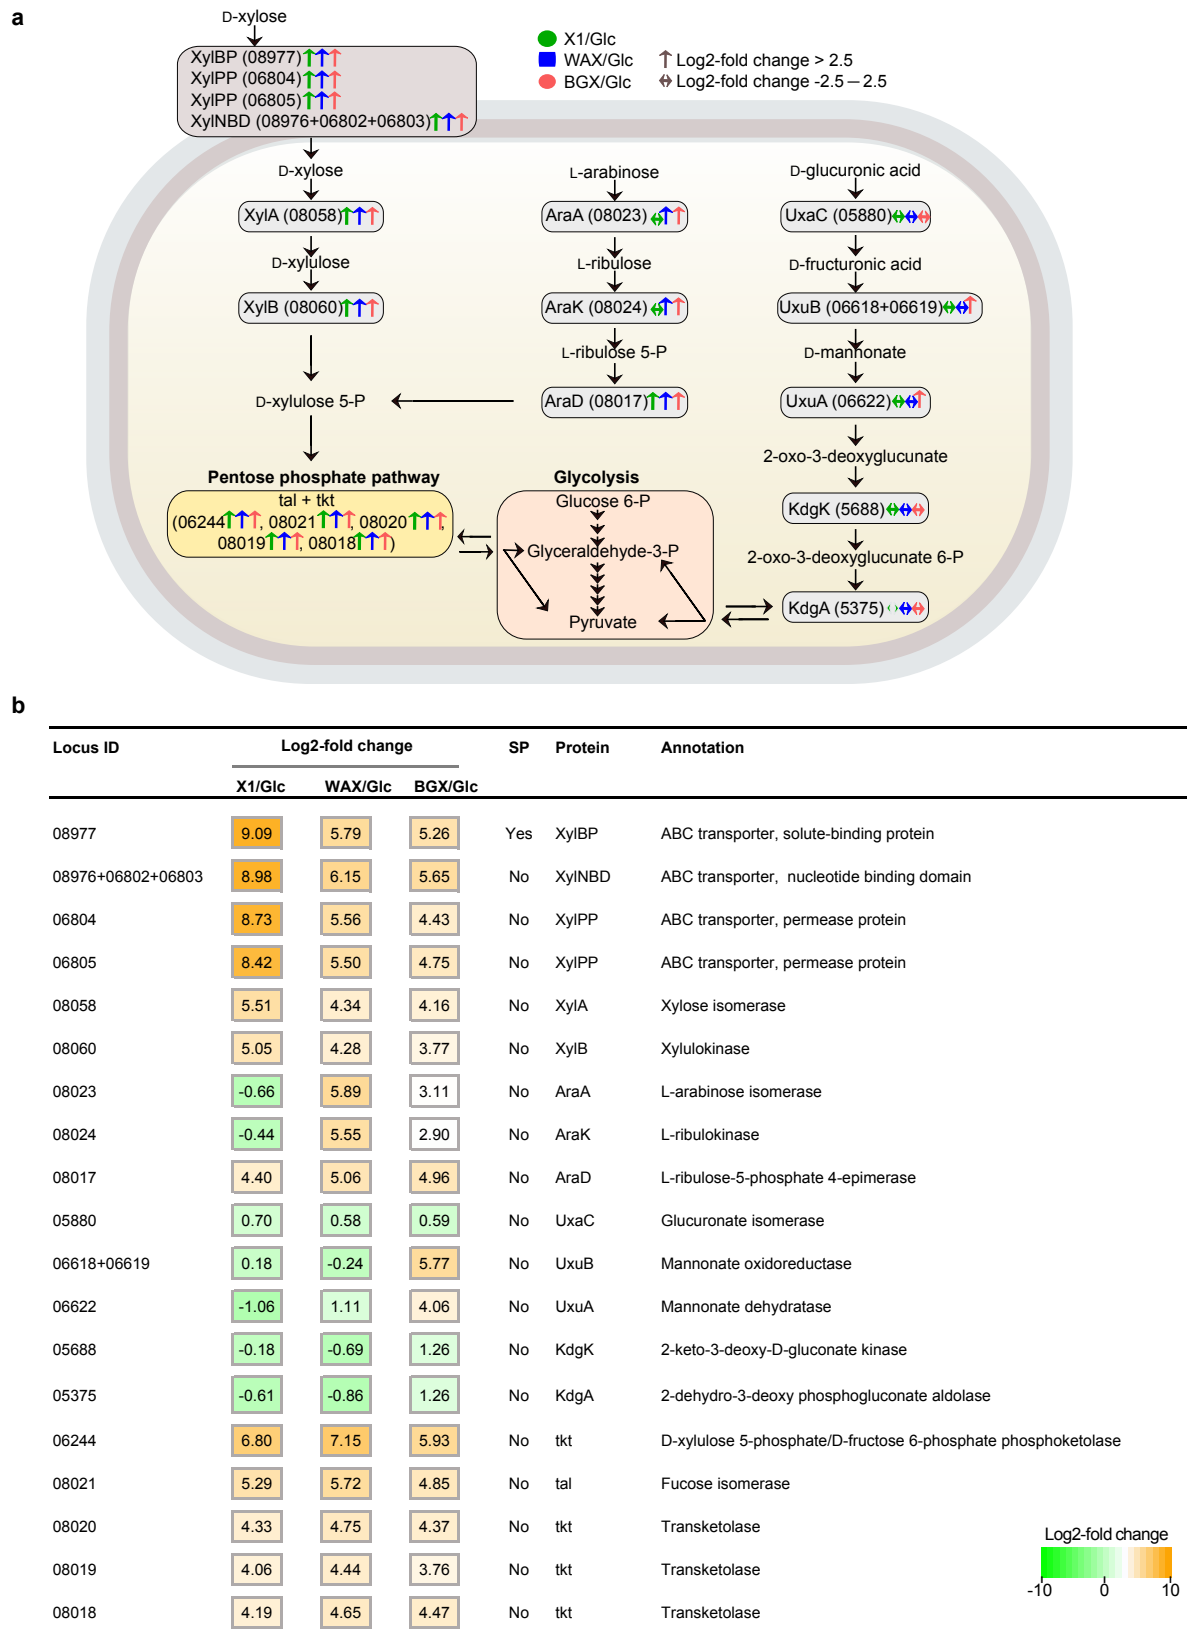 a
D-xylose
XylBP (08977)
XylPP (06804)
XylPP (06805)
XylNBD (08976+06802+06803)
X1/Glc
WAX/Glc
BGX/Glc
Log2-fold change > 2.5
Log2-fold change -2.5 – 2.5
D-xylose
XylA (08058)
D-xylulose
XylB (08060)
D-xylulose 5-P
L-arabinose
AraA (08023)
L-ribulose
AraK (08024)
L-ribulose 5-P
AraD (08017)
D-glucuronic acid
UxaC (05880)
D-fructuronic acid
UxuB (06618+06619)
D-mannonate
UxuA (06622)
2-oxo-3-deoxyglucunate
KdgK (5688)
2-oxo-3-deoxyglucunate 6-P
KdgA (5375)
Pentose phosphate pathway
tal + tkt
(06244, 08021, 08020,
08019, 08018)
Glycolysis
Glucose 6-P
Glyceraldehyde-3-P
Pyruvate
b
Locus ID Log2-fold change SP Protein Annotation
X1/Glc WAX/Glc BGX/Glc
08977 9.09 5.79 5.26 Yes XylBP ABC transporter, solute-binding protein
08976+06802+06803 8.98 6.15 5.65 No XylNBD ABC transporter, nucleotide binding domain
06804 8.73 5.56 4.43 No XylPP ABC transporter, permease protein
06805 8.42 5.50 4.75 No XylPP ABC transporter, permease protein
08058 5.51 4.34 4.16 No XylA Xylose isomerase
08060 5.05 4.28 3.77 No XylB Xylulokinase
08023 -0.66 5.89 3.11 No AraA L-arabinose isomerase
08024 -0.44 5.55 2.90 No AraK L-ribulokinase
08017 4.40 5.06 4.96 No AraD L-ribulose-5-phosphate 4-epimerase
05880 0.70 0.58 0.59 No UxaC Glucuronate isomerase
06618+06619 0.18 -0.24 5.77 No UxuB Mannonate oxidoreductase
06622 -1.06 1.11 4.06 No UxuA Mannonate dehydratase
05688 -0.18 -0.69 1.26 No KdgK 2-keto-3-deoxy-D-gluconate kinase
05375 -0.61 -0.86 1.26 No KdgA 2-dehydro-3-deoxy phosphogluconate aldolase
06244 6.80 7.15 5.93 No tkt D-xylulose 5-phosphate/D-fructose 6-phosphate phosphoketolase
08021 5.29 5.72 4.85 No tal Fucose isomerase
08020 4.33 4.75 4.37 No tkt Transketolase
08019 4.06 4.44 3.76 No tkt Transketolase
08018 4.19 4.65 4.47 No tkt Transketolase
Log2-fold change
-10 0 10